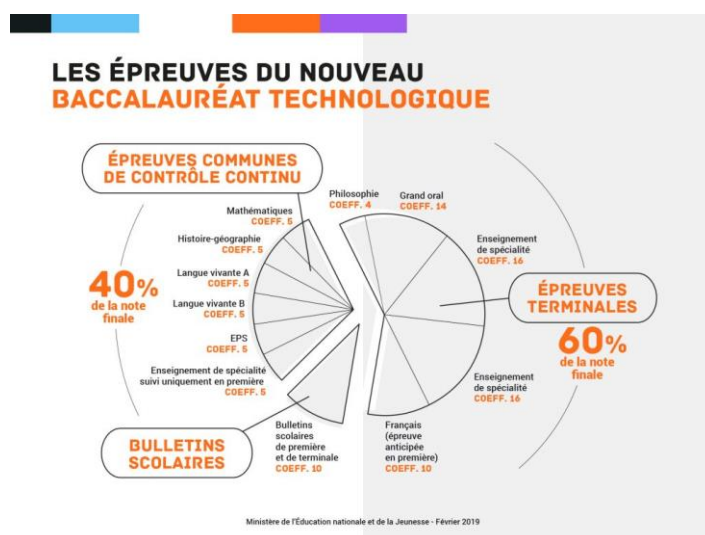 LES ÉPREUVES DU NOUVEAU
BACCALAURÉAT TECHNOLOGIQUE
ÉPREUVES COMMUNES
DE CONTRÔLE CONTINU
Mathématiques
COEFF. 5
Histoire-géographie
COEFF. 5
Langue vivante A
COEFF. 5
Langue vivante B
COEFF. 5
EPS
COEFF. 5
Enseignement de spécialité
suivi uniquement en première
COEFF. 5
40%
de la note
finale
BULLETINS
SCOLAIRES
Bulletins
scolaires
de première
et de terminale
COEFF. 10
Philosophie
COEFF. 4
Grand oral
COEFF. 14
Enseignement
de spécialité
COEFF. 16
ÉPREUVES
TERMINALES
60%
de la note
finale
Enseignement
de spécialité
COEFF. 16
Français
(épreuve
anticipée
en première)
COEFF. 10
Ministère de l'Éducation nationale et de la Jeunesse - Février 2019